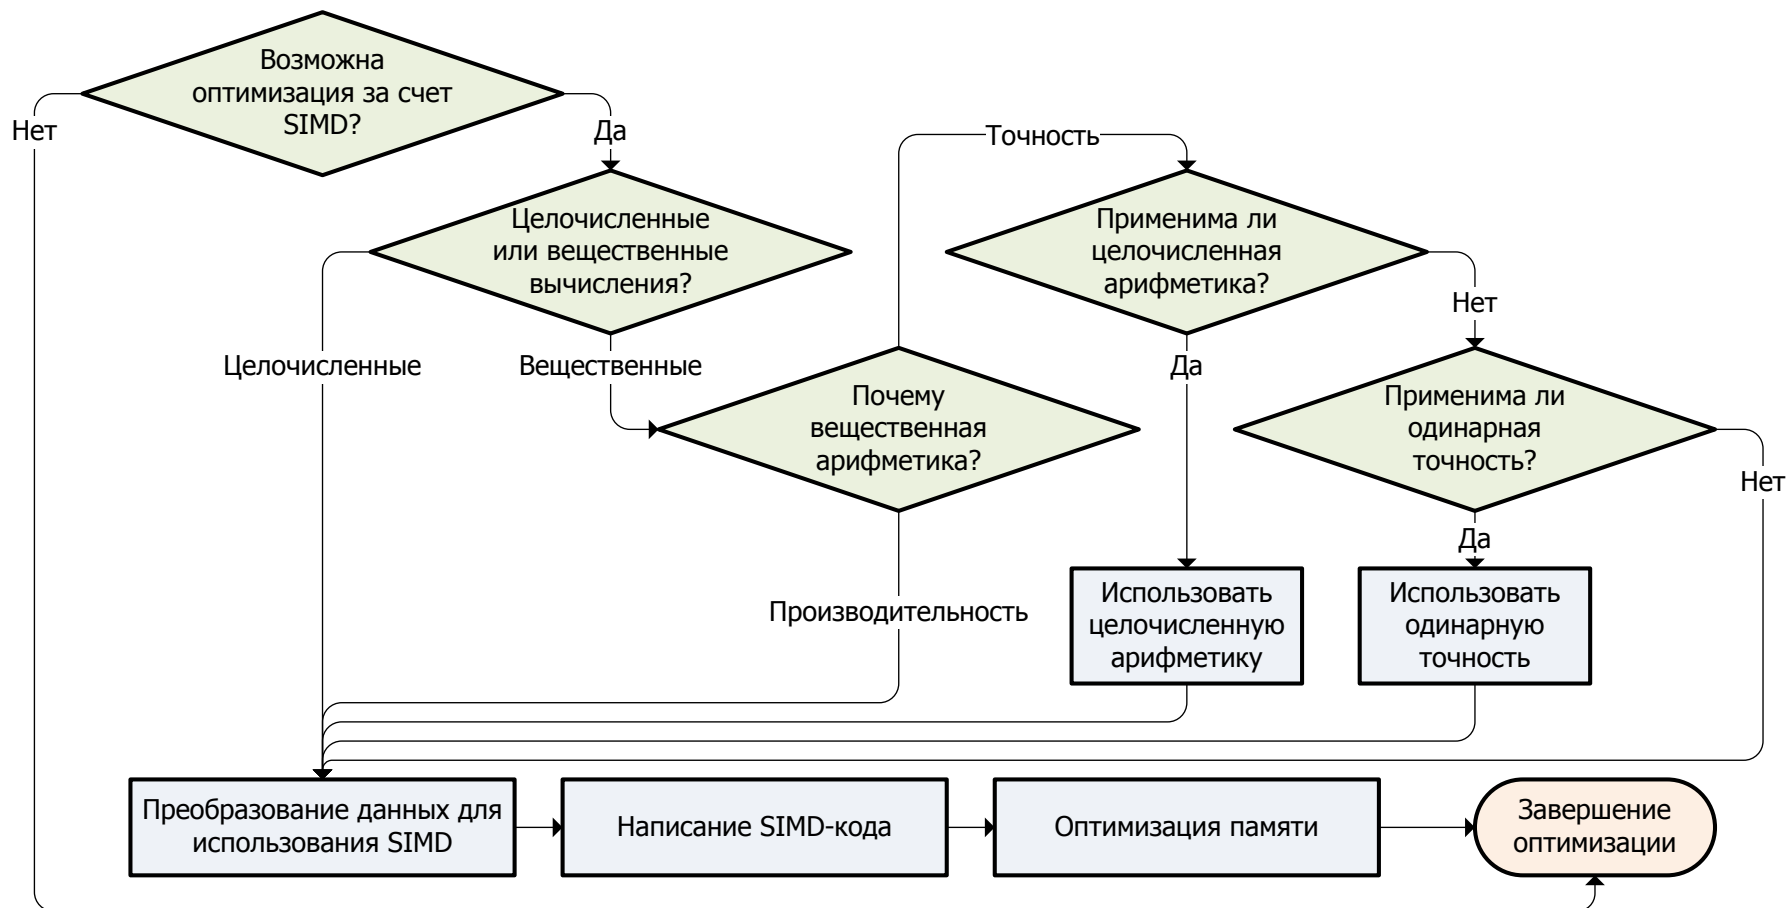 Возможна
оптимизация за счет
SIMD?
Нет
Да
Точность
Целочисленные
или вещественные
вычисления?
Применима ли
целочисленная
арифметика?
Нет
Целочисленные
Вещественные
Да
Почему
вещественная
арифметика?
Применима ли
одинарная
точность?
Нет
Да
Производительность
Использовать
целочисленную
арифметику
Использовать
одинарную
точность
Преобразование данных для
использования SIMD
Написание SIMD-кода
Оптимизация памяти
Завершение
оптимизации